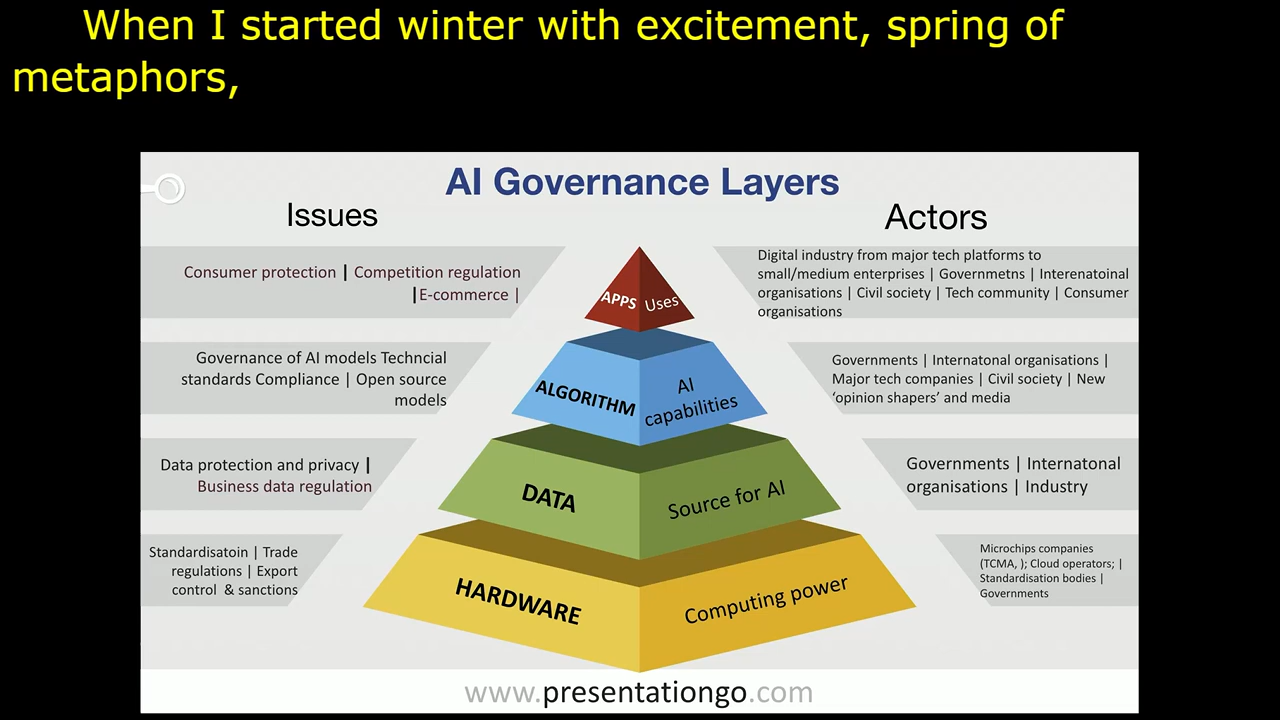 When I started winter with excitement, spring of
metaphors,
AI Governance Layers
Issues
Actors
Consumer protection | Competition regulation
|E-commerce |
APPS
Uses
Digital industry from major tech platforms to
small/medium enterprises | Governmetns | Interenatoinal
organisations | Civil society | Tech community | Consumer
organisations
Governance of AI models Techncial
standards Compliance | Open source
models
ALGORITHM
AI
capabilities
Governments | Internatonal organisations |
Major tech companies | Civil society | New
‘opinion shapers’ and media
Data protection and privacy |
Business data regulation
DATA
Source for AI
Governments | Internatonal
organisations | Industry
Standardisatoin | Trade
regulations | Export
control & sanctions
HARDWARE
Computing power
Microchips companies
(TCMA, ); Cloud operators; |
Standardisation bodies |
Governments
www.presentationgo.com